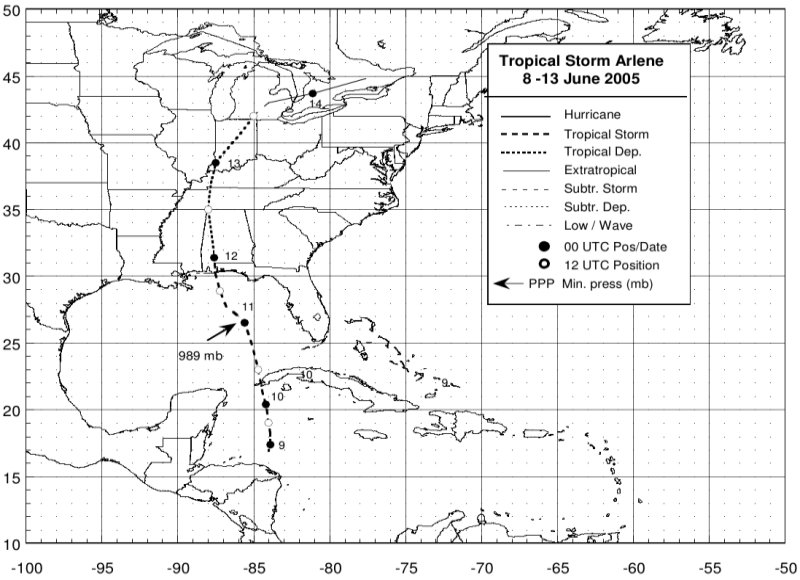 50
Tropical Storm Arlene
8 -13 June 2005
Hurricane
Tropical Storm
Tropical Dep.
Extratropical
Subtr. Storm
Subtr. Dep.
Low / Wave
00 UTC Pos/Date
12 UTC Position
PPP Min. press (mb)
45
14
40
13
35
12
30
11
989 mb
25
10
9
10
20
9
15
10
-100 -95 -90 -85 -80 -75 -70 -65 -60 -55 -50